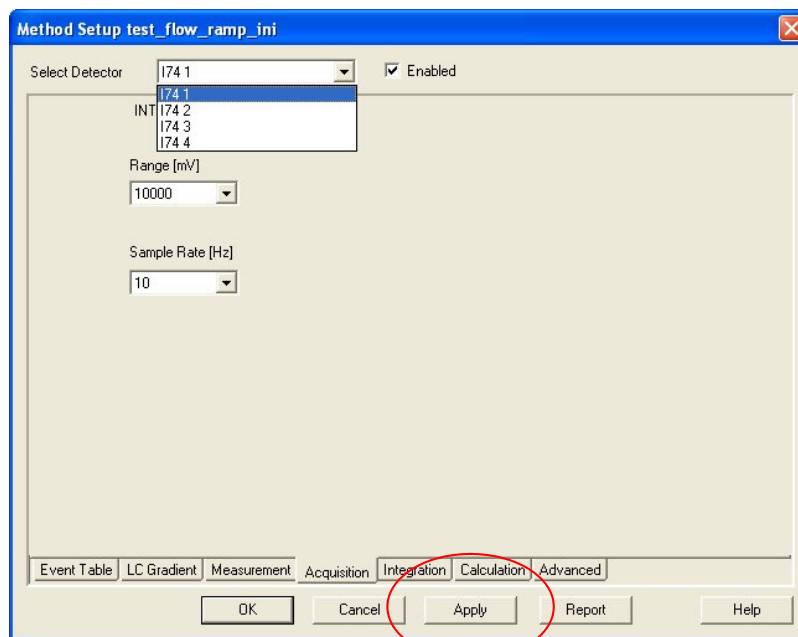 Method Setup test_flow_ramp_ini
Select Detector I74 1 Enabled
I74 1
INT I74 2
I74 3
I74 4
Range [mV]
10000
Sample Rate [Hz]
10
Event Table LC Gradient Measurement Acquisition Integration Calculation Advanced
OK Cancel Apply Report Help